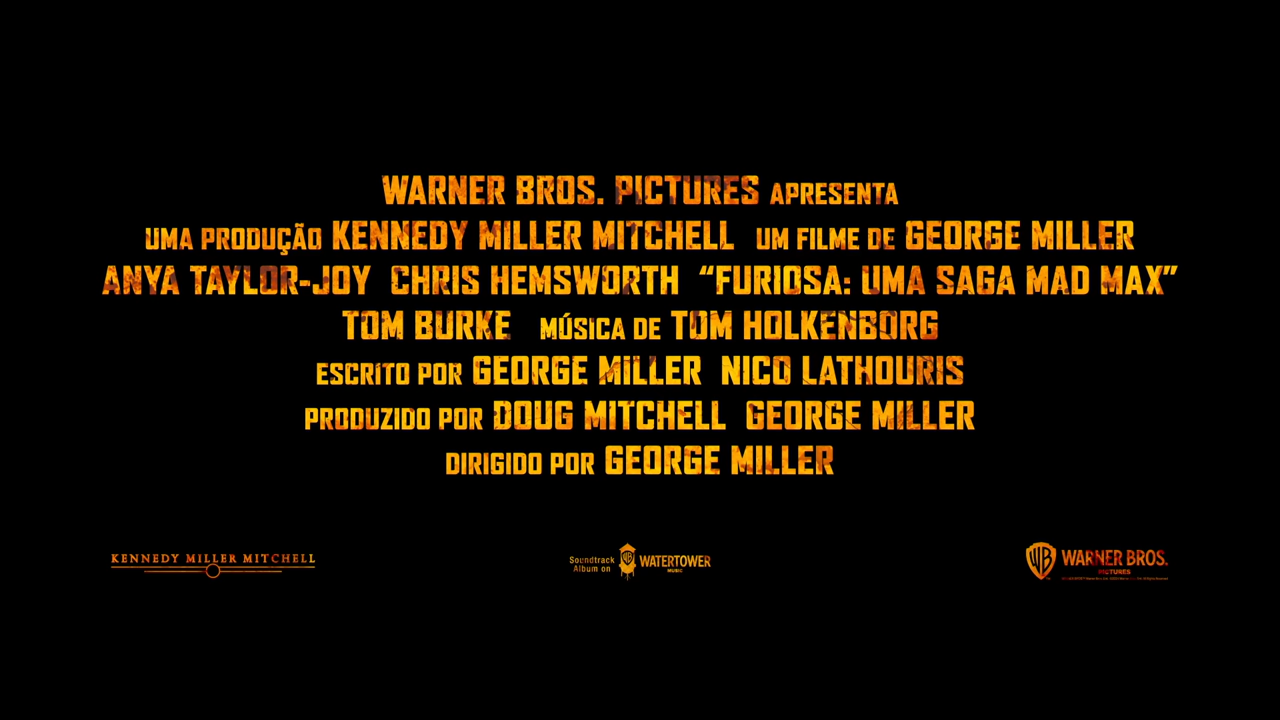 WARNER BROS. PICTURES APRESENTA
UMA PRODUÇÃO KENNEDY MILLER MITCHELL UM FILME DE GEORGE MILLER
ANYA TAYLOR-JOY CHRIS HEMSWORTH “FURIOSA: UMA SAGA MAD MAX”
TOM BURKE MÚSICA DE TOM HOLKENBORG
ESCRITO POR GEORGE MILLER NICO LATHOURIS
PRODUZIDO POR DOUG MITCHELL GEORGE MILLER
DIRIGIDO POR GEORGE MILLER
KENNEDY MILLER MITCHELL
Soundtrack
Album on
WB
WATERTOWER
MUSIC
WB
WARNER BROS.
PICTURES